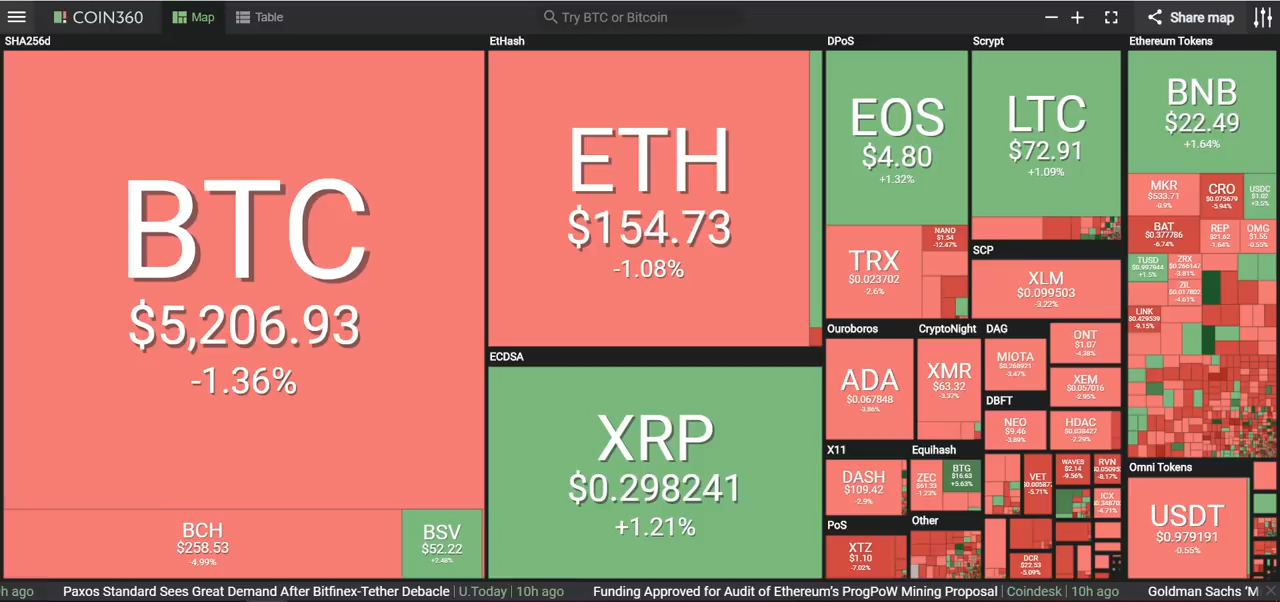 COIN360
Map
Table
Try BTC or Bitcoin
Share map
SHA256d
BTC
$5,206.93
-1.36%
BCH
$258.53
-4.99%
BSV
$52.22
+2.48%
EtHash
ETH
$154.73
-1.08%
ECDSA
XRP
$0.298241
+1.21%
DPoS
EOS
$4.80
+1.32%
TRX
$0.023702
-2.6%
NANO
$1.54
-12.47%
Scrypt
LTC
$72.91
+1.09%
SCP
XLM
$0.099503
-3.22%
Ethereum Tokens
BNB
$22.49
+1.64%
MKR
$533.71
-0.9%
CRO
$0.075679
-5.94%
USDC
$1.02
+3.5%
BAT
$0.377786
-6.74%
REP
$21.62
-1.64%
OMG
$1.55
-0.55%
TUSD
$0.997944
+1.5%
ZRX
$0.266147
-3.81%
ZIL
$0.017802
-4.61%
LINK
$0.429539
-9.15%
Ouroboros
ADA
$0.067848
-3.86%
CryptoNight
XMR
$63.32
-3.37%
DAG
MIOTA
$0.268921
-3.47%
ONT
$1.07
-4.38%
XEM
$0.057016
-2.95%
DBFT
NEO
$9.46
-3.89%
HDAC
$0.038427
-2.29%
X11
DASH
$109.42
-2.9%
Equihash
ZEC
$61.33
-1.23%
BTG
$16.63
+5.63%
VET
$0.005877
-5.71%
WAVES
$2.14
-9.56%
RVN
-8.17%
ICX
-4.71%
PoS
XTZ
$1.10
-7.02%
Other
DCR
$22.53
-5.09%
Omni Tokens
USDT
$0.979191
-0.55%
h ago
Paxos Standard Sees Great Demand After Bitfinex-Tether Debacle | U.Today | 10h ago
Funding Approved for Audit of Ethereum's ProgPoW Mining Proposal | Coindesk | 10h ago
Goldman Sachs 'M